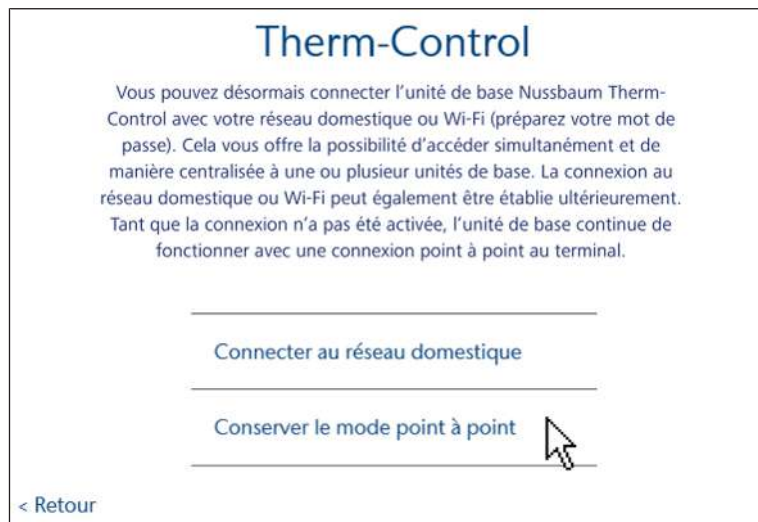 Therm-Control
Vous pouvez désormais connecter l'unité de base Nussbaum Therm-
Control avec votre réseau domestique ou Wi-Fi (préparez votre mot de
passe). Cela vous offre la possibilité d'accéder simultanément et de
manière centralisée à une ou plusieur unités de base. La connexion au
réseau domestique ou Wi-Fi peut également être établie ultérieurement.
Tant que la connexion n'a pas été activée, l'unité de base continue de
fonctionner avec une connexion point à point au terminal.
Connecter au réseau domestique
Conserver le mode point à point
< Retour